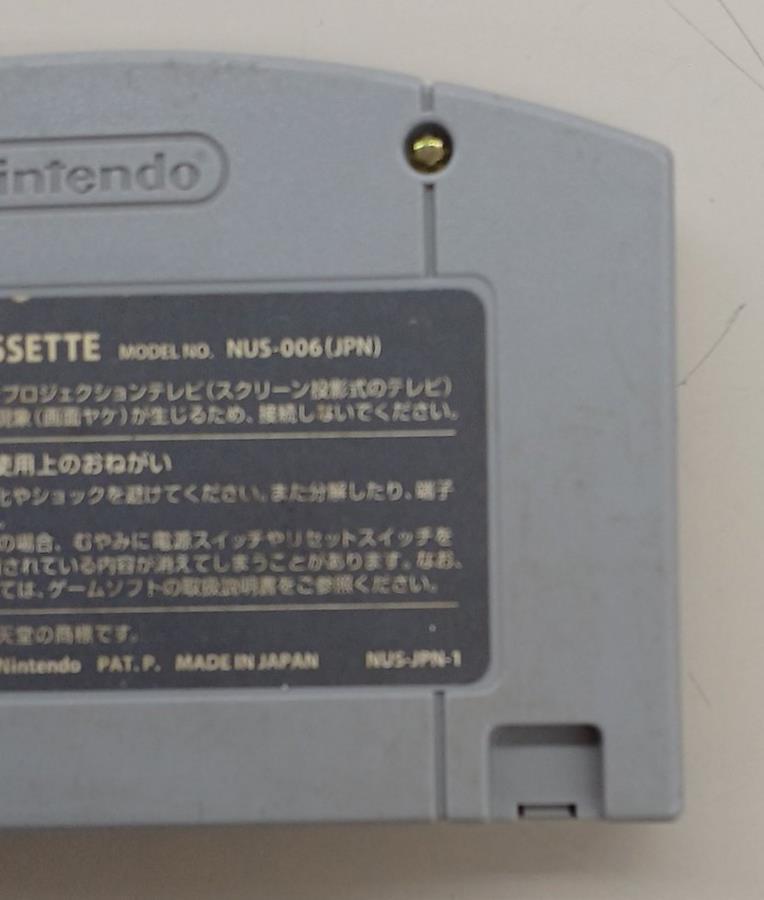 intendo®
SSETTE MODEL NO. NUS-006(JPN)
プロジェクションテレビ(スクリーン投影式のテレビ)
現象(画面ヤケ)が生じるため、接続しないでください。
使用上のおねがい
化やショックを避けてください。また分解したり、端子
。
の場合、むやみに電源スイッチやリセットスイッチを
されている内容が消えてしまうことがあります。なお、
ては、ゲームソフトの取扱説明書をご参照ください。
天堂の商標です。
Nintendo PAT. P. MADE IN JAPAN NUS-JPN-1